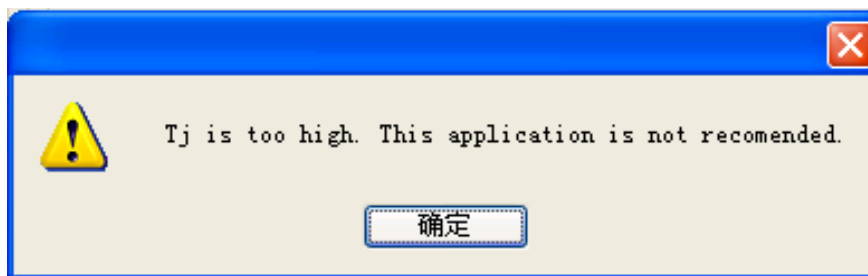 Tj is too high. This application is not recomended.
确定